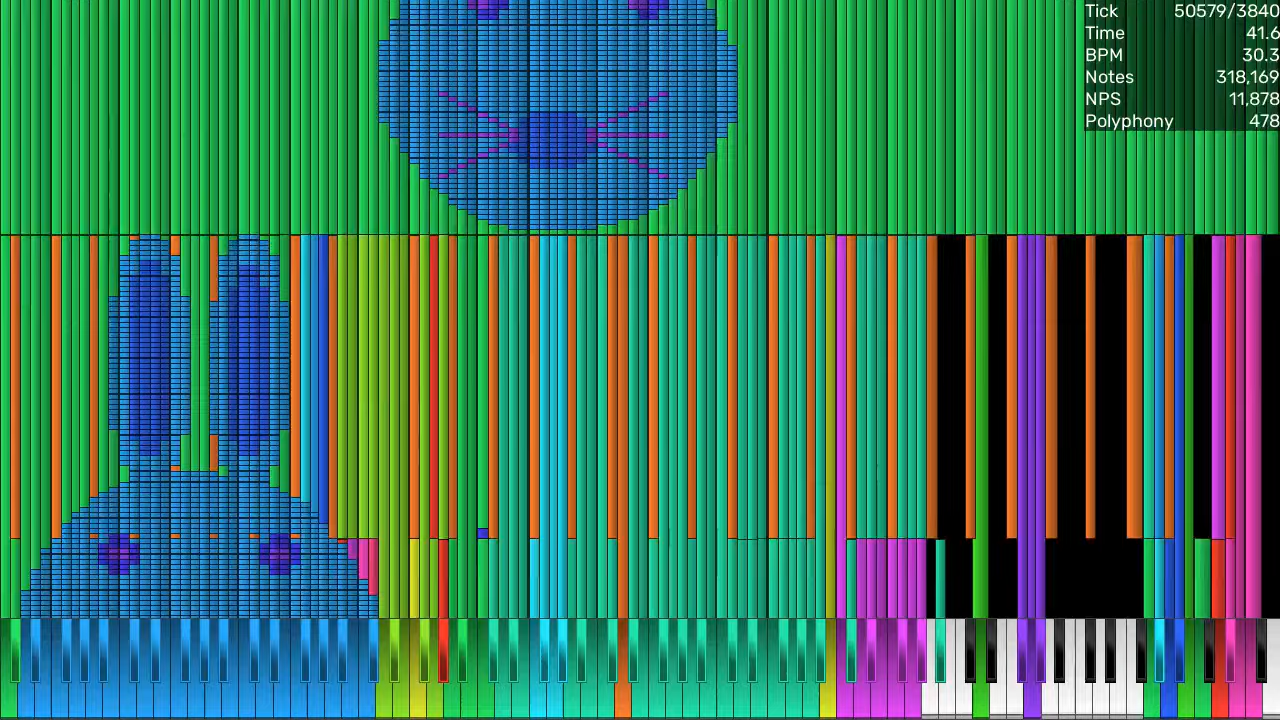 Tick 50579/3840
Time 41.6
BPM 30.3
Notes 318,169
NPS 11,878
Polyphony 478